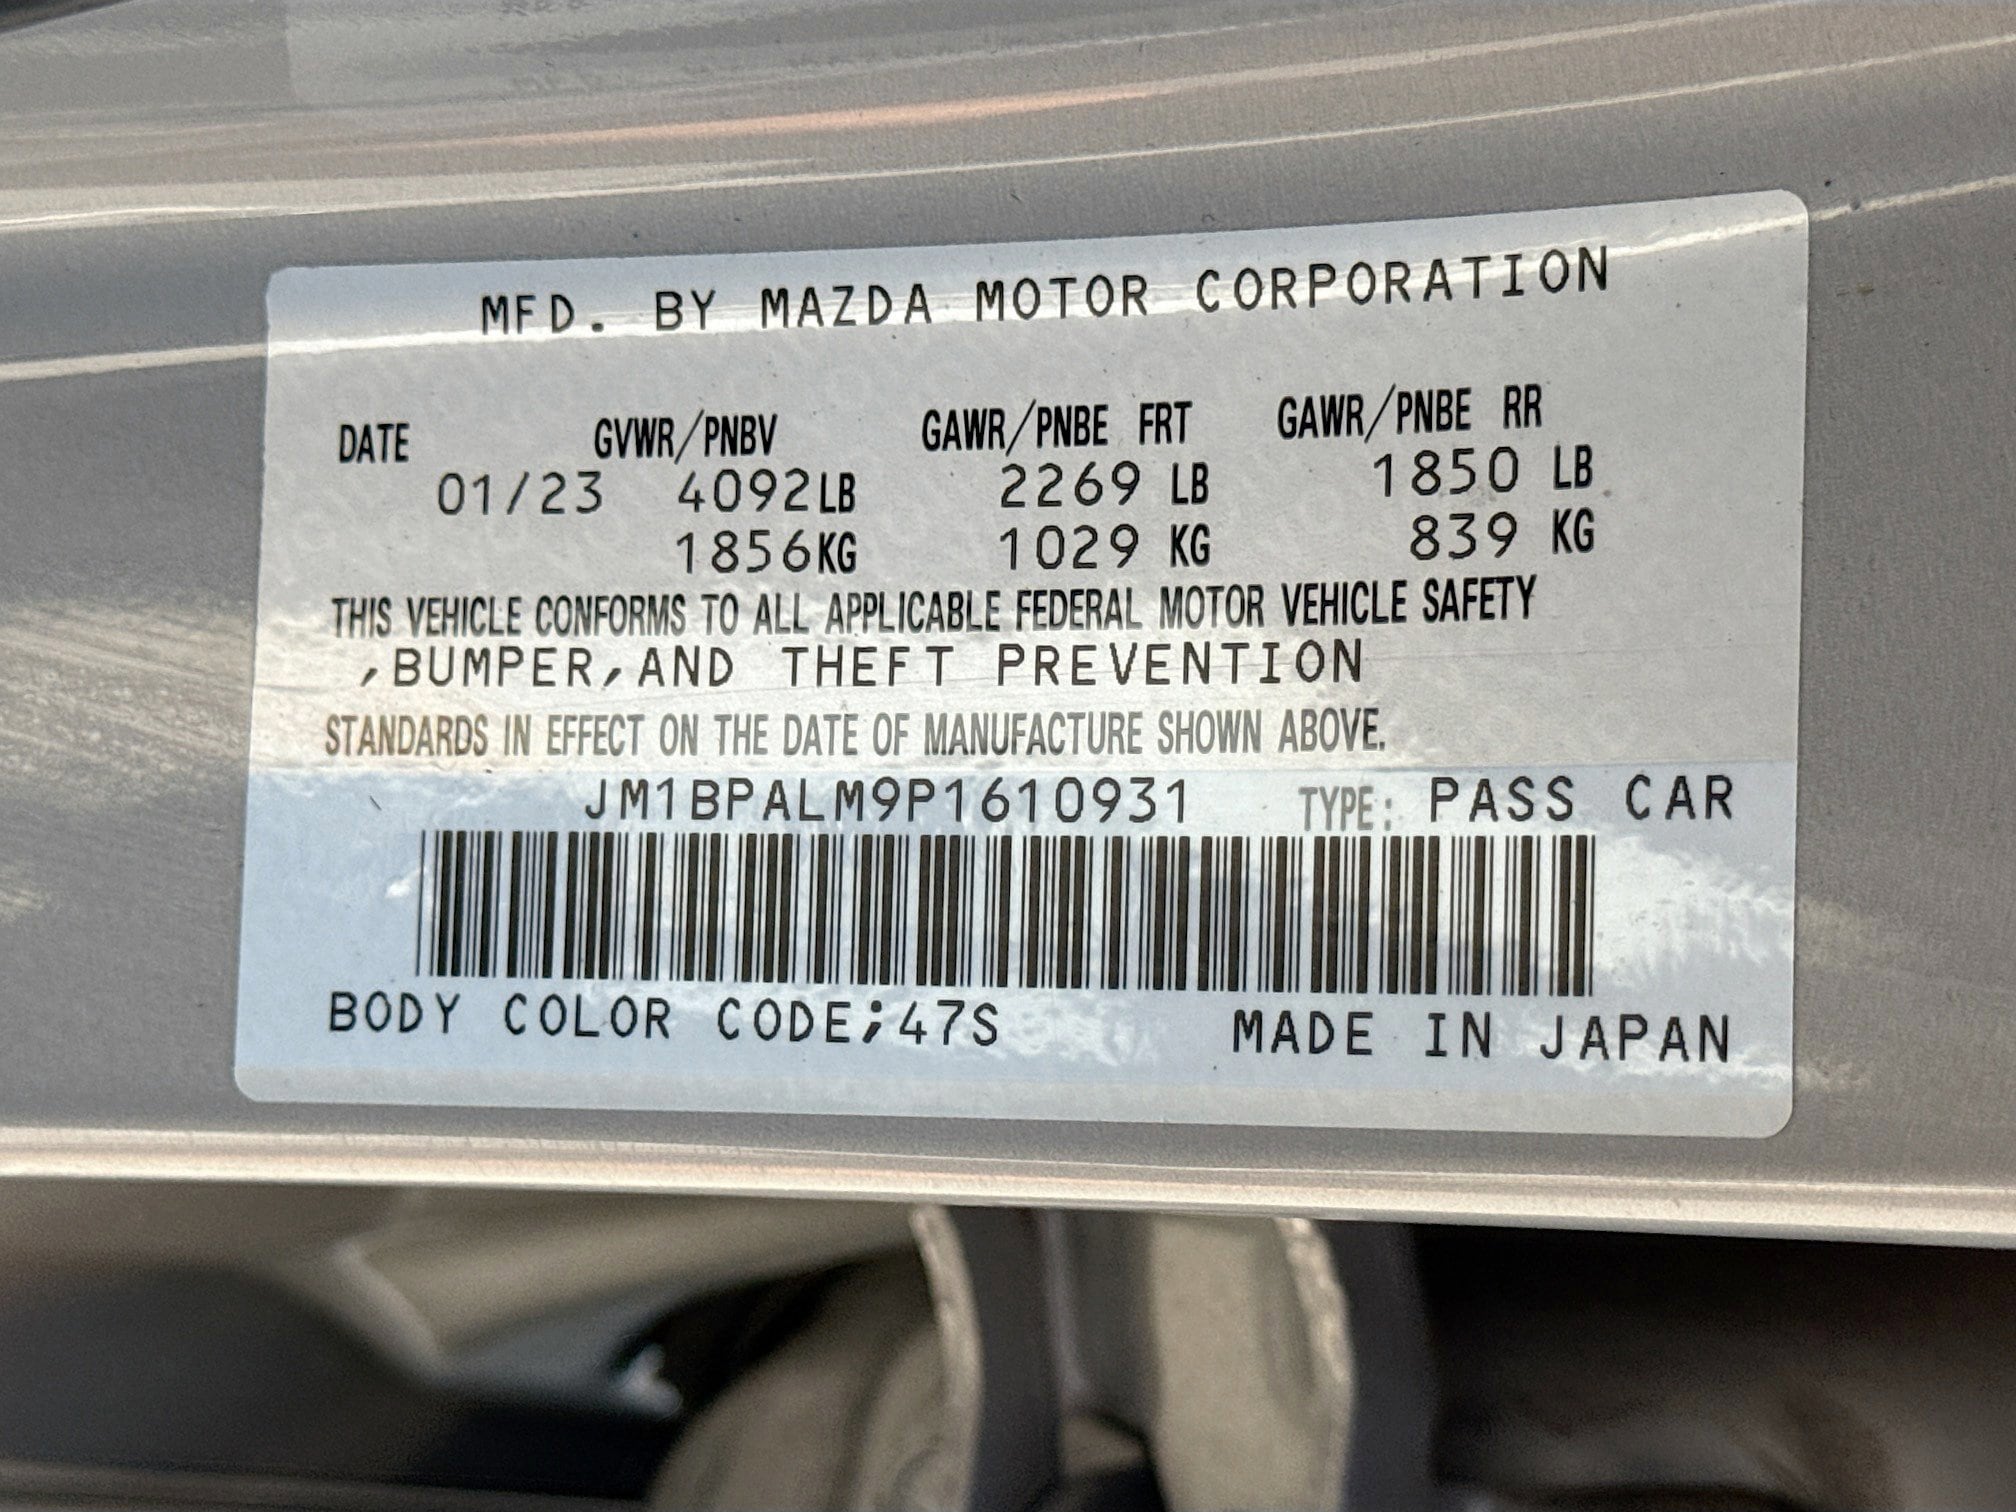 MFD. BY MAZDA MOTOR CORPORATION
DATE GVWR/PNBV GAWR/PNBE FRT GAWR/PNBE RR
01/23 4092LB 2269 LB 1850 LB
1856KG 1029 KG 839 KG
THIS VEHICLE CONFORMS TO ALL APPLICABLE FEDERAL MOTOR VEHICLE SAFETY
,BUMPER,AND THEFT PREVENTION
STANDARDS IN EFFECT ON THE DATE OF MANUFACTURE SHOWN ABOVE.
JM1BPALM9P1610931 TYPE: PASS CAR
BODY COLOR CODE;47S MADE IN JAPAN